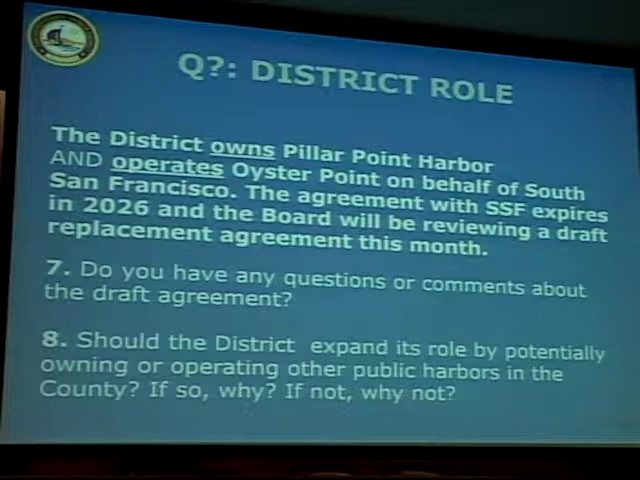 Q?: DISTRICT ROLE
The District owns Pillar Point Harbor
AND operates Oyster Point on behalf of South
San Francisco. The agreement with SSF expires
in 2026 and the Board will be reviewing a draft
replacement agreement this month.
7. Do you have any questions or comments about
the draft agreement?
8. Should the District expand its role by potentially
owning or operating other public harbors in the
County? If so, why? If not, why not?